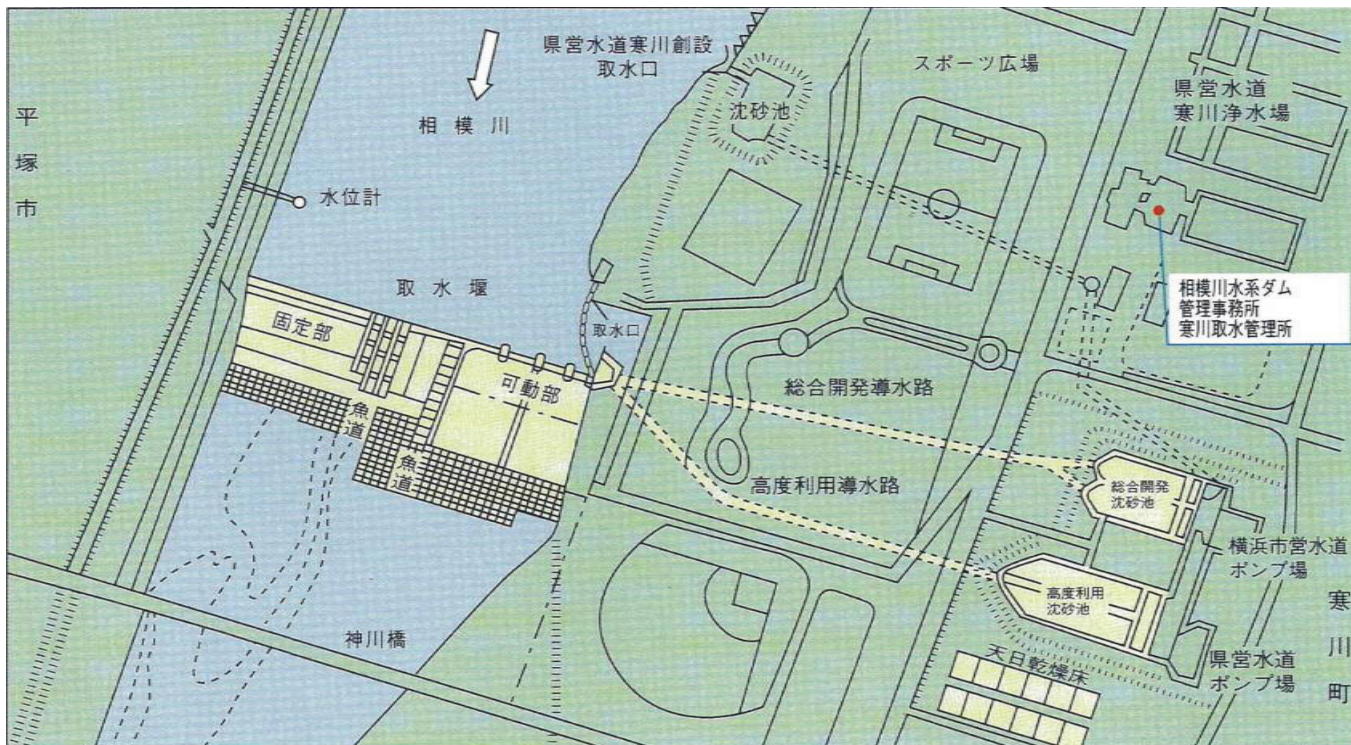 県営水道寒川創設
取水口
スポーツ広場
県営水道
寒川浄水場
平塚市
相模川
沈砂池
水位計
取水堰
取水口
相模川水系ダム
管理事務所
寒川取水管理所
固定部
可動部
総合開発導水路
魚道
魚道
高度利用導水路
総合開発
沈砂池
横浜市営水道
ポンプ場
高度利用
沈砂池
寒川町
神川橋
天日乾燥床
県営水道
ポンプ場